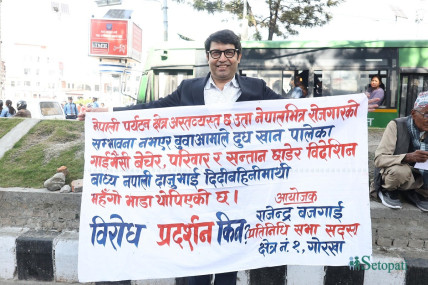 नेपाली पर्यटन क्षेत्र अस्तव्यस्त छ, उता नेपालभित्र रोजगारको
सम्भावना नभएर बुवाआमाले दुध खान पालेका
गाईभैंसी बेचेर, परिवार र सन्तान छाडेर विदेशिन
बाध्य नपाली दाजुभाई दिदीबहिनीमाथी
महँगो भाडा थोपिएको छ।
विरोध प्रदर्शन किन?
आयोजक
राजेन्द्र बजगाई
प्रतिनिधि सभा सदस्य
क्षेत्र नं. १, गोरखा
Setopati